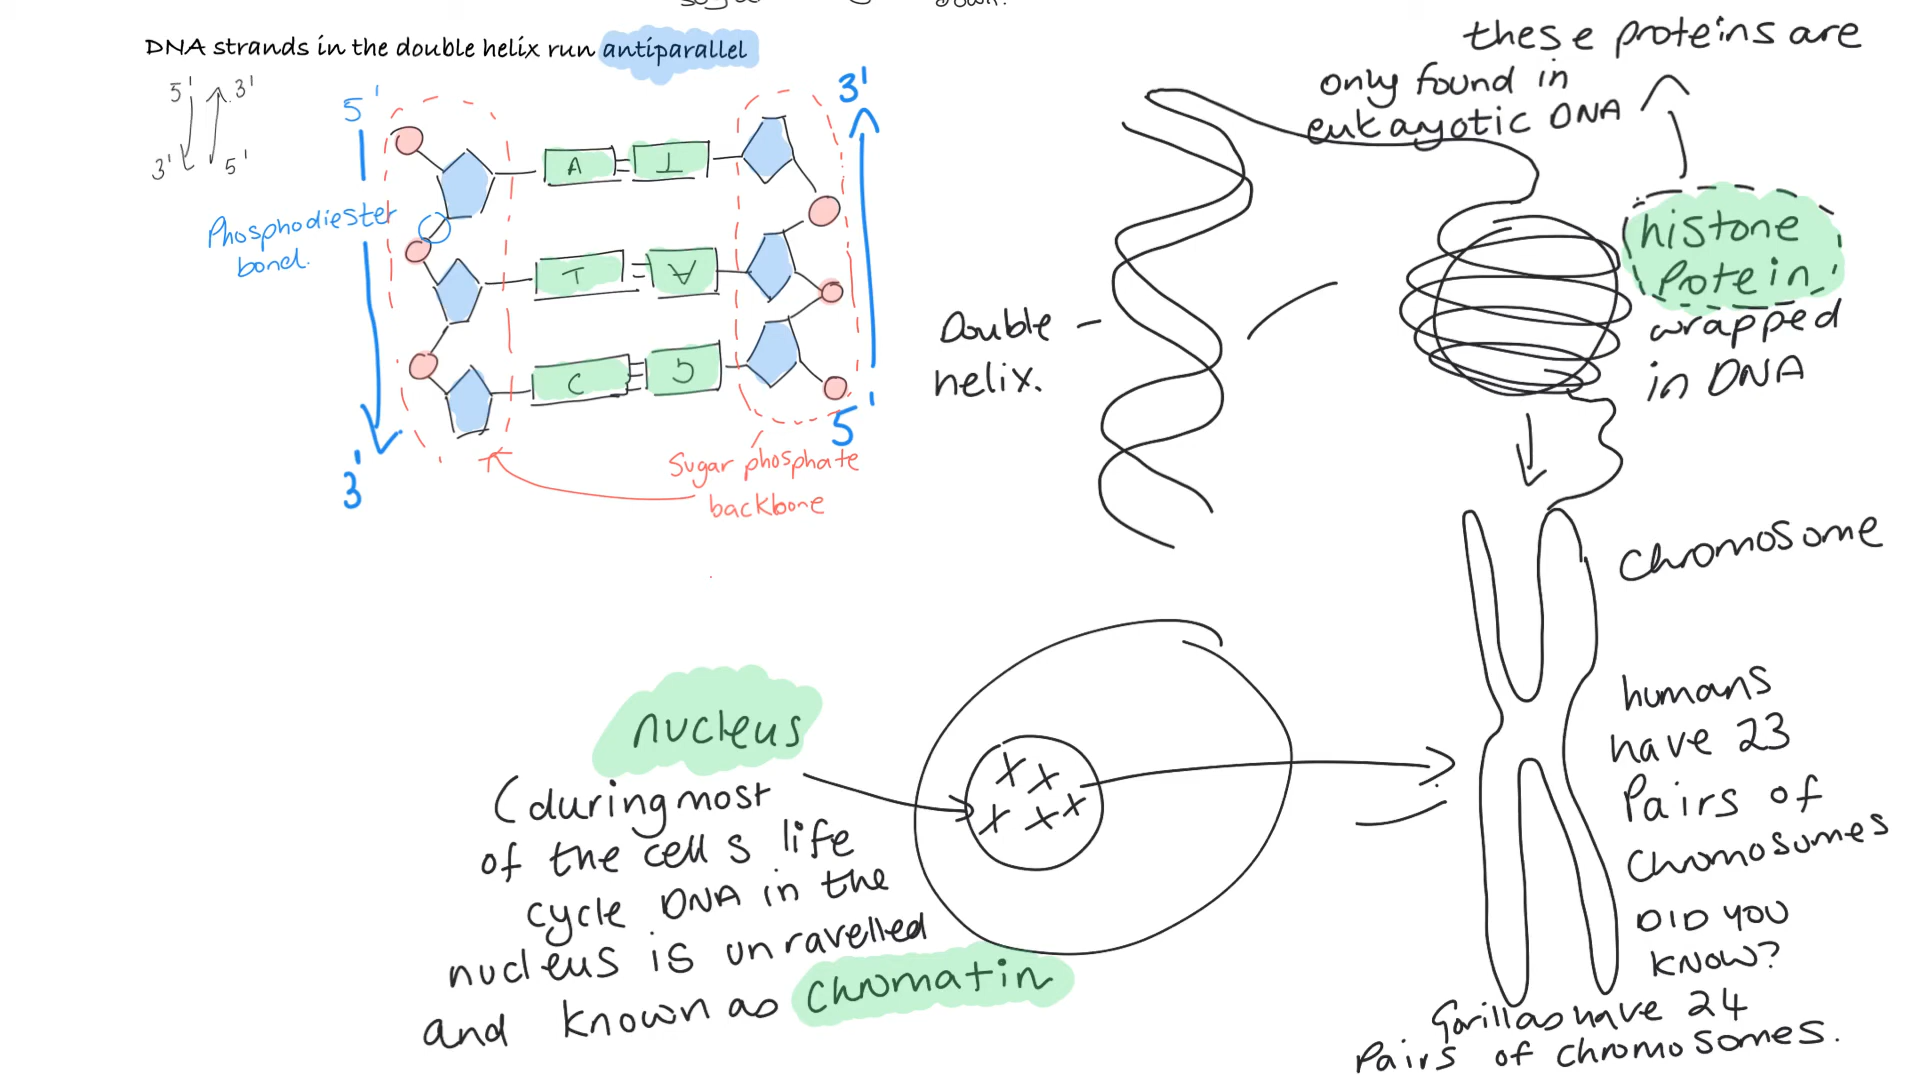 down.
DNA strands in the double helix run antiparallel
5' 3'
3' 5'
5' 3'
Phosphodiester
bond.
A T
T A
C G
3' 5'
Sugar phosphate
backbone
these proteins are
only found in
eukayotic DNA
histone
Protein
wrapped
in DNA
Double
helix.
Chromosome
humans
have 23
Pairs of
Chromosomes
DID YOU
KNOW?
Gorillas have 24
Pairs of chromosomes.
nucleus
(during most
of the cell s life
cycle DNA in the
nucleus is unravelled
and known as chromatin